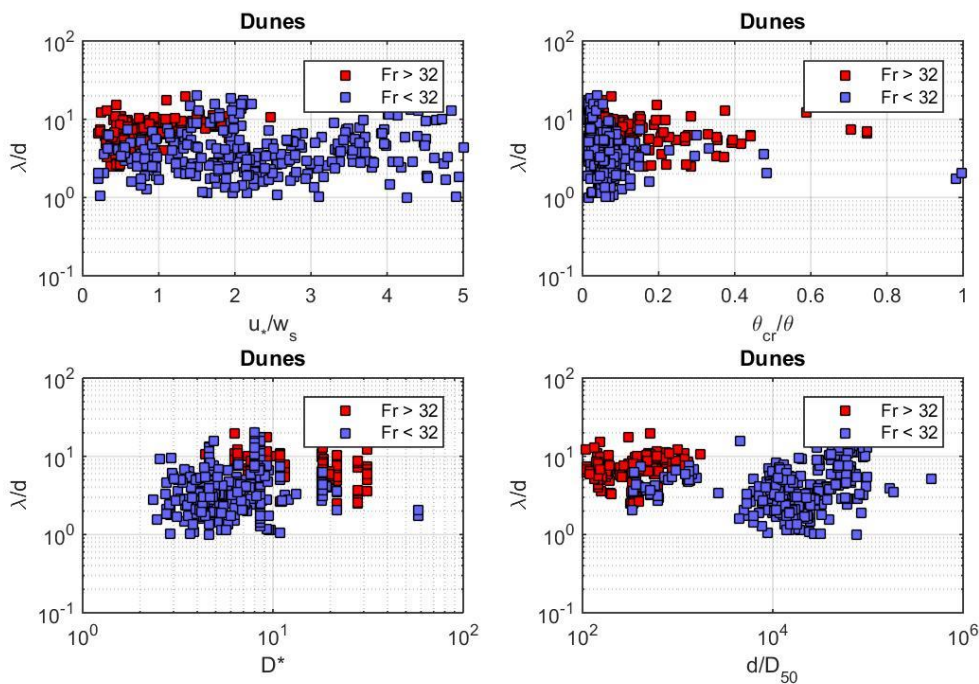 Dunes
10^2
10^1
10^0
10^-1
λ/d
Fr > 32
Fr < 32
0 1 2 3 4 5
u_*/w_s
Dunes
10^2
10^1
10^0
10^-1
λ/d
Fr > 32
Fr < 32
0 0.2 0.4 0.6 0.8 1
θ_cr/θ
Dunes
10^2
10^1
10^0
10^-1
λ/d
Fr > 32
Fr < 32
10^0 10^1 10^2
D*
Dunes
10^2
10^1
10^0
10^-1
λ/d
Fr > 32
Fr < 32
10^2 10^4 10^6
d/D_50